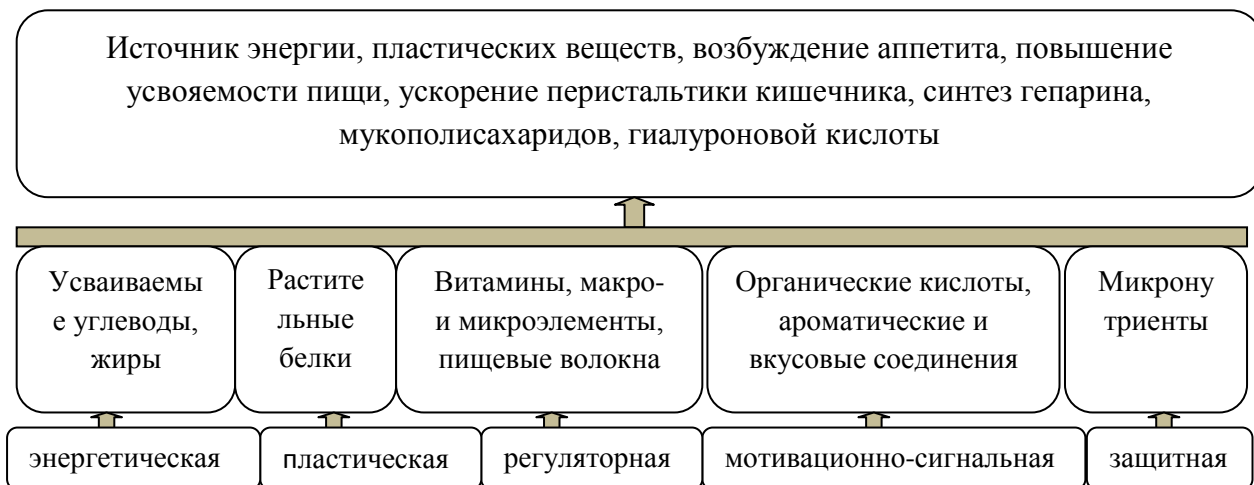 Источник энергии, пластических веществ, возбуждение аппетита, повышение
усвояемости пищи, ускорение перистальтики кишечника, синтез гепарина,
мукополисахаридов, гиалуроновой кислоты
Усваиваемы
е углеводы,
жиры
Растите
льные
белки
Витамины, макро-
и микроэлементы,
пищевые волокна
Органические кислоты,
ароматические и
вкусовые соединения
Микрону
триенты
энергетическая
пластическая
регуляторная
мотивационно-сигнальная
защитная